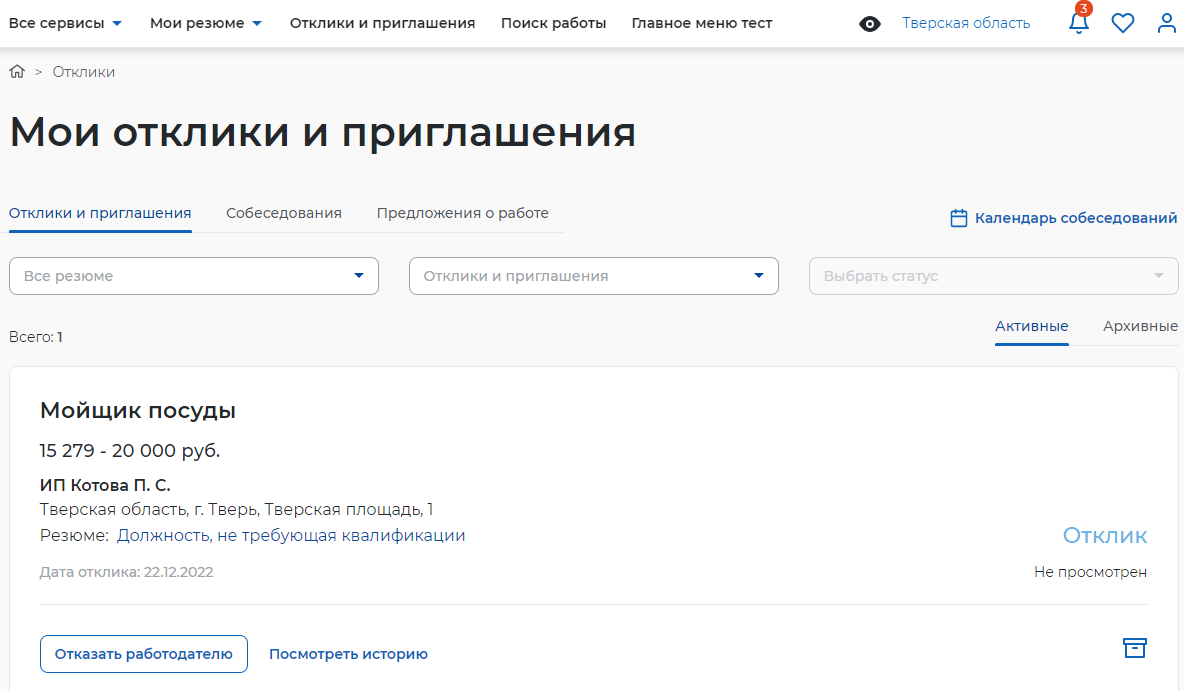 Все сервисы Мои резюме Отклики и приглашения Поиск работы Главное меню тест Тверская область 3
> Отклики
Мои отклики и приглашения
Отклики и приглашения Собеседования Предложения о работе Календарь собеседований
Все резюме Отклики и приглашения Выбрать статус
Всего: 1 Активные Архивные
Мойщик посуды
15 279 - 20 000 руб.
ИП Котова П. С.
Тверская область, г. Тверь, Тверская площадь, 1
Резюме: Должность, не требующая квалификации Отклик
Дата отклика: 22.12.2022 Не просмотрен
Отказать работодателю Посмотреть историю